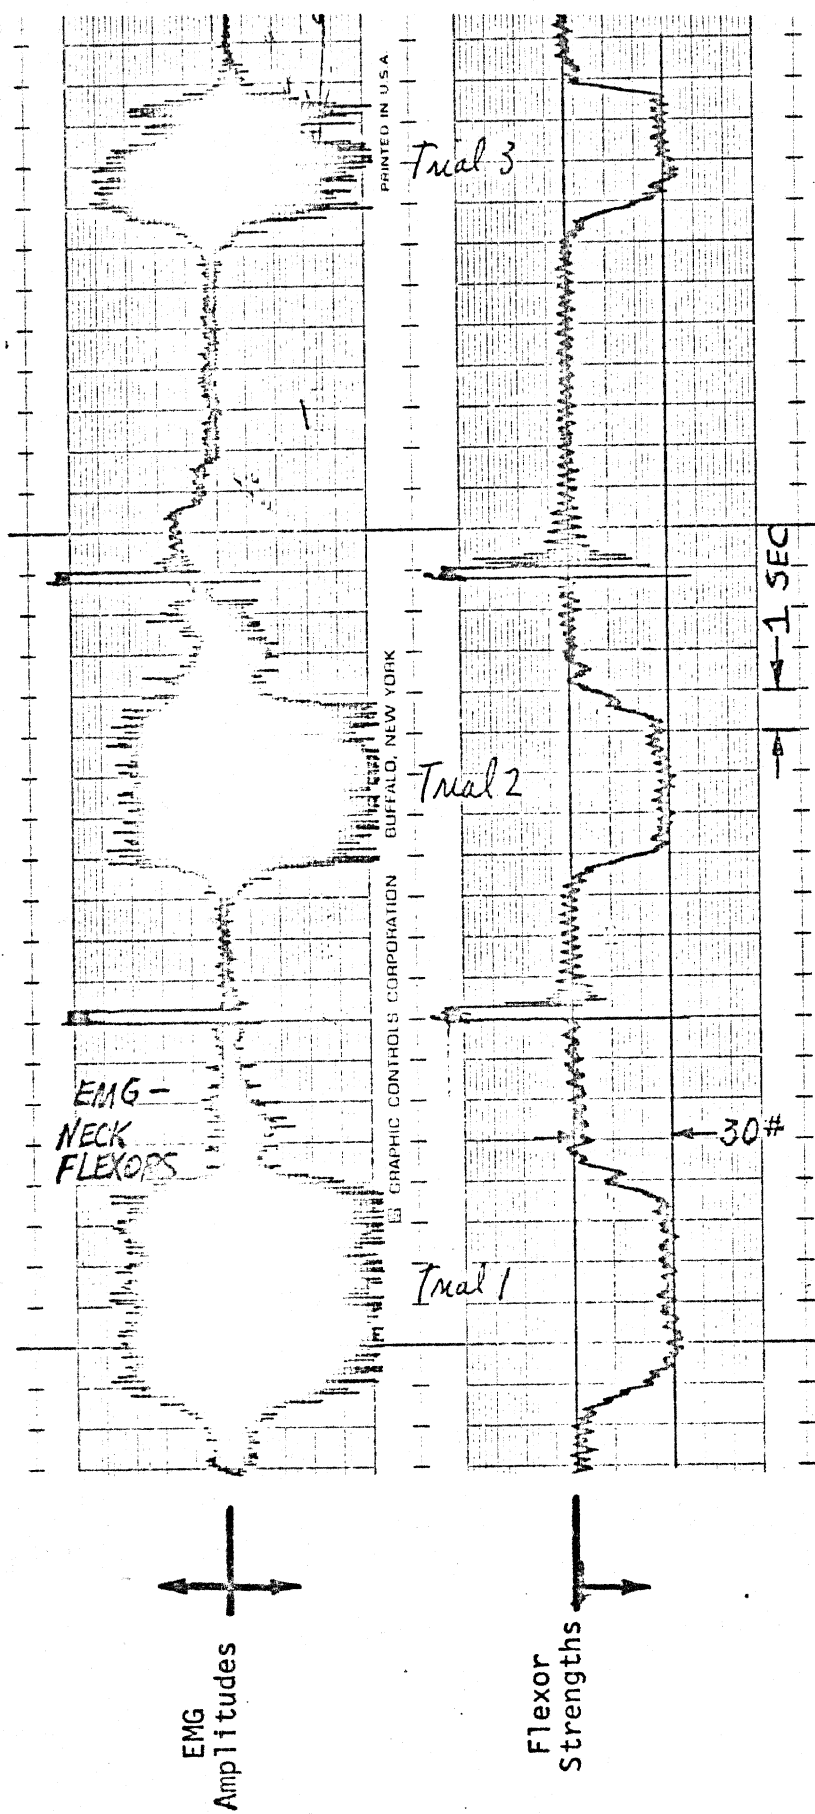 EMG
Amplitudes
EMG –
NECK
FLEXORS
GRAPHIC CONTROLS CORPORATION BUFFALO, NEW YORK
PRINTED IN U.S.A.
Trial 1
Trial 2
Trial 3
Flexor
Strengths
30#
1 SEC